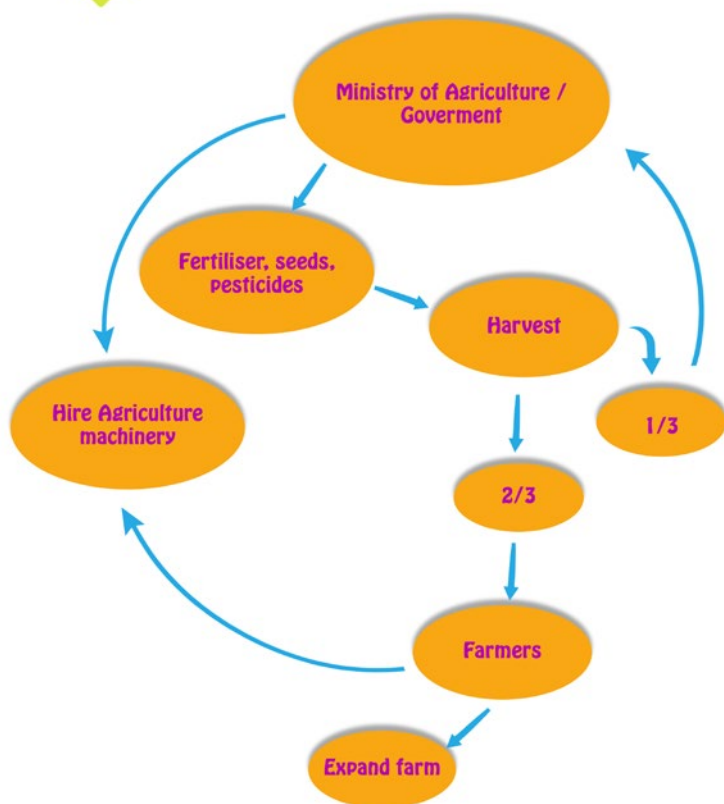 Ministry of Agriculture /
Goverment
Fertiliser, seeds,
pesticides
Harvest
Hire Agriculture
machinery
1/3
2/3
Farmers
Expand farm